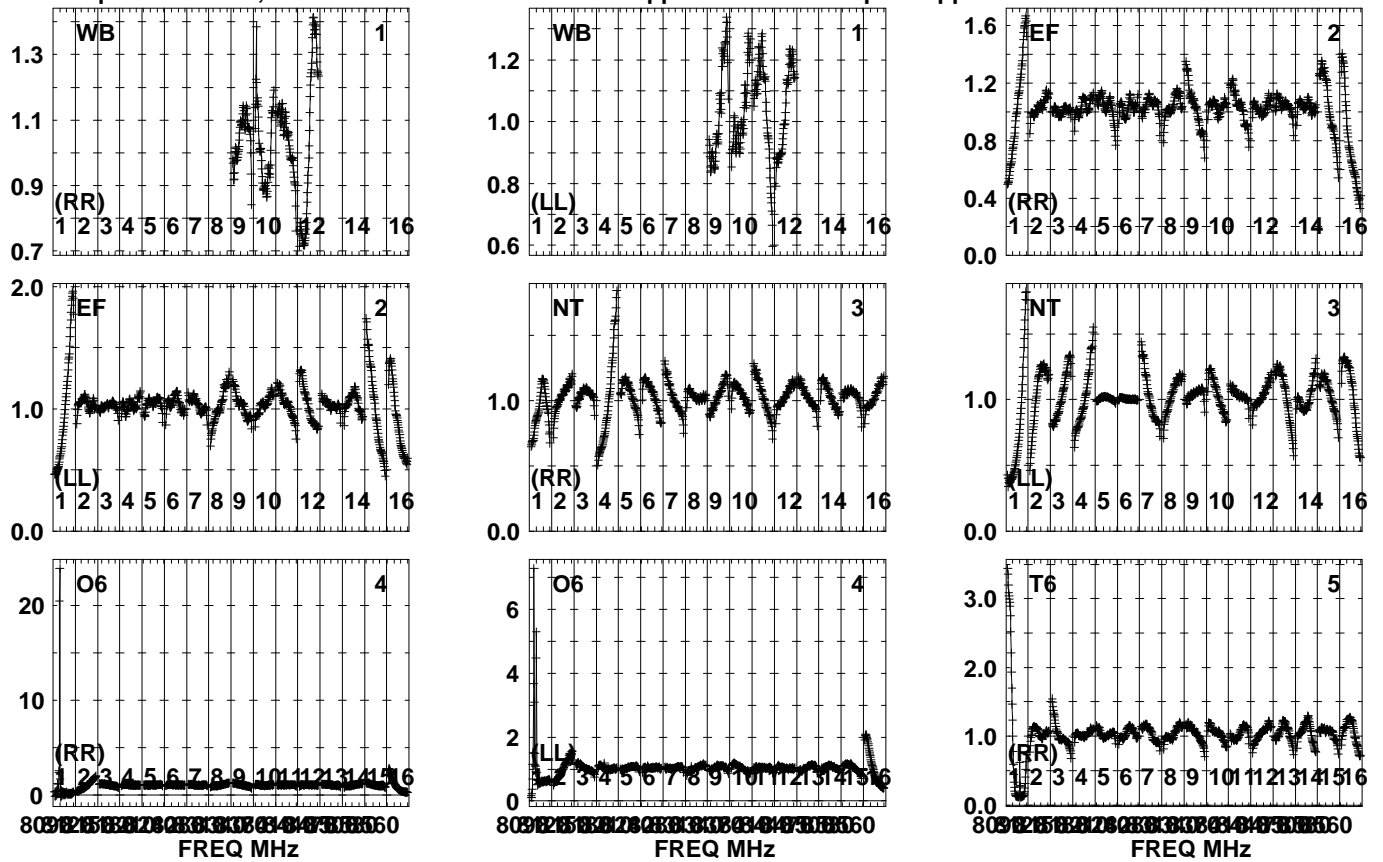 WB 1
1.3
1.1
0.9
0.7
(RR)
1 2 3 4 5 6 7 8 9 10 12 14 16
WB 1
1.2
1.0
0.8
0.6
(LL)
1 2 3 4 5 6 7 8 9 10 12 14 16
EF 2
1.6
1.2
0.8
0.4
0.0
(RR)
1 2 3 4 5 6 7 8 9 10 12 14 16
EF 2
2.0
1.0
0.0
(LL)
1 2 3 4 5 6 7 8 9 10 12 14 16
NT 3
1.0
0.0
(RR)
1 2 3 4 5 6 7 8 9 10 12 14 16
NT 3
1.0
0.0
(LL)
1 2 3 4 5 6 7 8 9 10 12 14 16
O6 4
20
10
0
(RR)
1 2 3 4 5 6 7 8 9 10 11 12 13 14 15 16
FREQ MHz
O6 4
6
4
2
0
(LL)
1 2 3 4 5 6 7 8 9 10 11 12 13 14 15 16
FREQ MHz
T6 5
3.0
2.0
1.0
0.0
(RR)
1 2 3 4 5 6 7 8 9 10 11 12 13 14 15 16
FREQ MHz